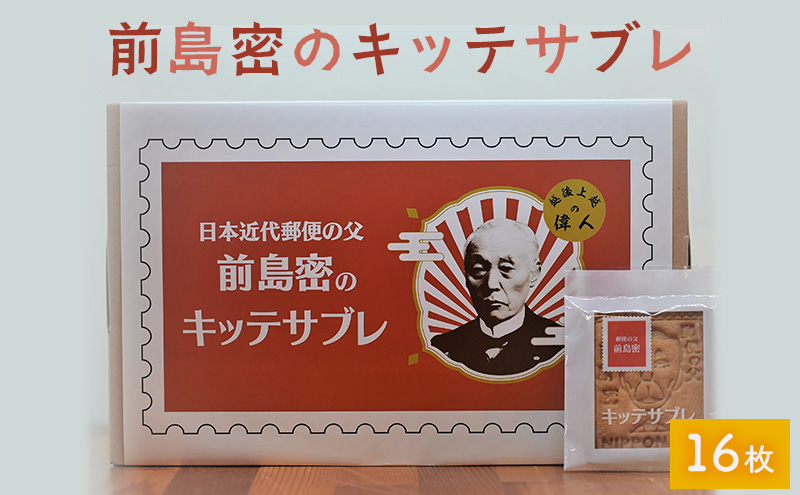 前島密のキッテサブレ
日本近代郵便の父
前島密の
キッテサブレ
越後上越
の
偉人
郵便の父
前島密
キッテサブレ
NIPPON
16枚